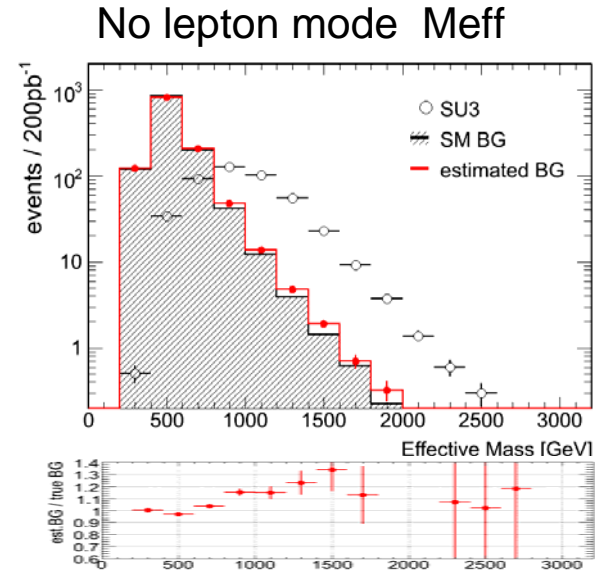 No lepton mode Meff
events / 200pb-1
10³
10²
10
1
SU3
SM BG
estimated BG
0 500 1000 1500 2000 2500 3000
Effective Mass [GeV]
est.BG / true BG
1.4
1.3
1.2
1.1
1
0.9
0.8
0.7
0.6
0 500 1000 1500 2000 2500 3000